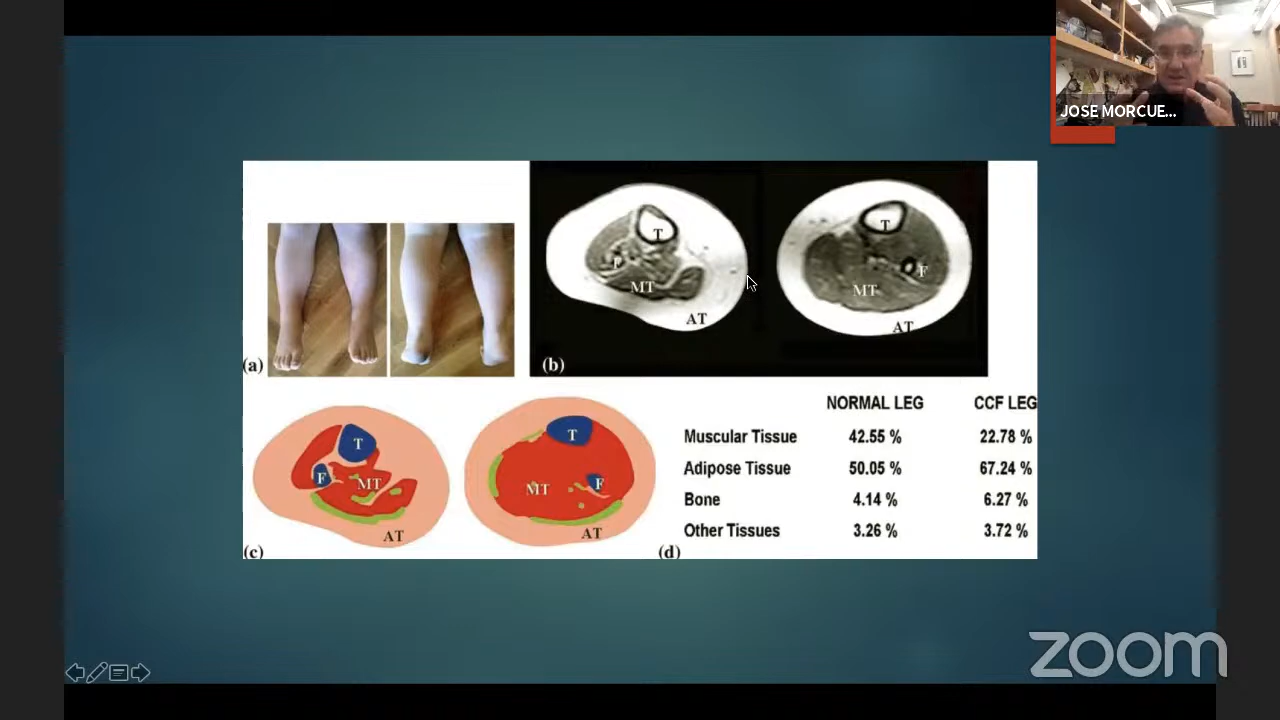 JOSE MORCUE...
(a)
T
F
MT
AT
T
F
MT
AT
(b)
T
F
MT
AT
T
F
MT
AT
(c)
NORMAL LEG CCF LEG
Muscular Tissue 42.55 % 22.78 %
Adipose Tissue 50.05 % 67.24 %
Bone 4.14 % 6.27 %
Other Tissues 3.26 % 3.72 %
(d)
zoom